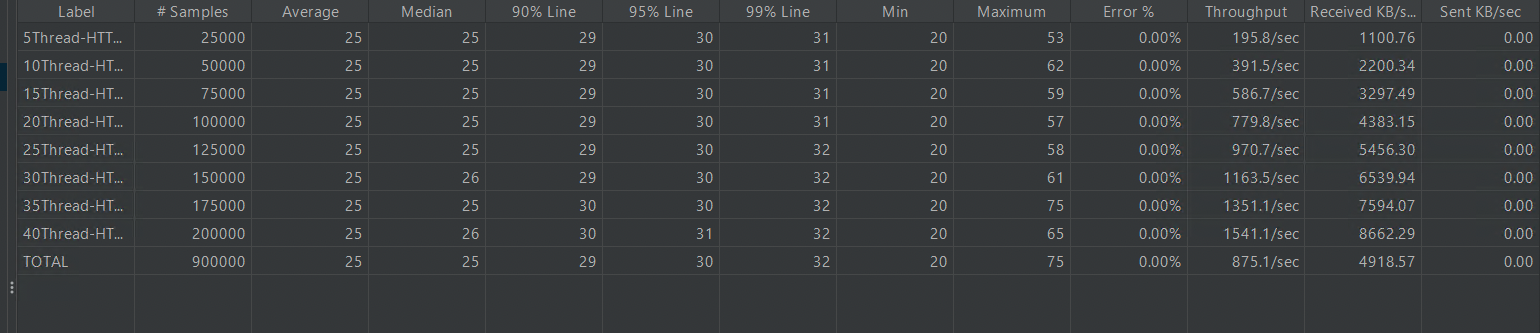 Label # Samples Average Median 90% Line 95% Line 99% Line Min Maximum Error % Throughput Received KB/s... Sent KB/sec
5Thread-HTT... 25000 25 25 29 30 31 20 53 0.00% 195.8/sec 1100.76 0.00
10Thread-HT... 50000 25 25 29 30 31 20 62 0.00% 391.5/sec 2200.34 0.00
15Thread-HT... 75000 25 25 29 30 31 20 59 0.00% 586.7/sec 3297.49 0.00
20Thread-HT... 100000 25 25 29 30 31 20 57 0.00% 779.8/sec 4383.15 0.00
25Thread-HT... 125000 25 25 29 30 32 20 58 0.00% 970.7/sec 5456.30 0.00
30Thread-HT... 150000 25 26 29 30 32 20 61 0.00% 1163.5/sec 6539.94 0.00
35Thread-HT... 175000 25 25 30 30 32 20 75 0.00% 1351.1/sec 7594.07 0.00
40Thread-HT... 200000 25 26 30 31 32 20 65 0.00% 1541.1/sec 8662.29 0.00
TOTAL 900000 25 25 29 30 32 20 75 0.00% 875.1/sec 4918.57 0.00